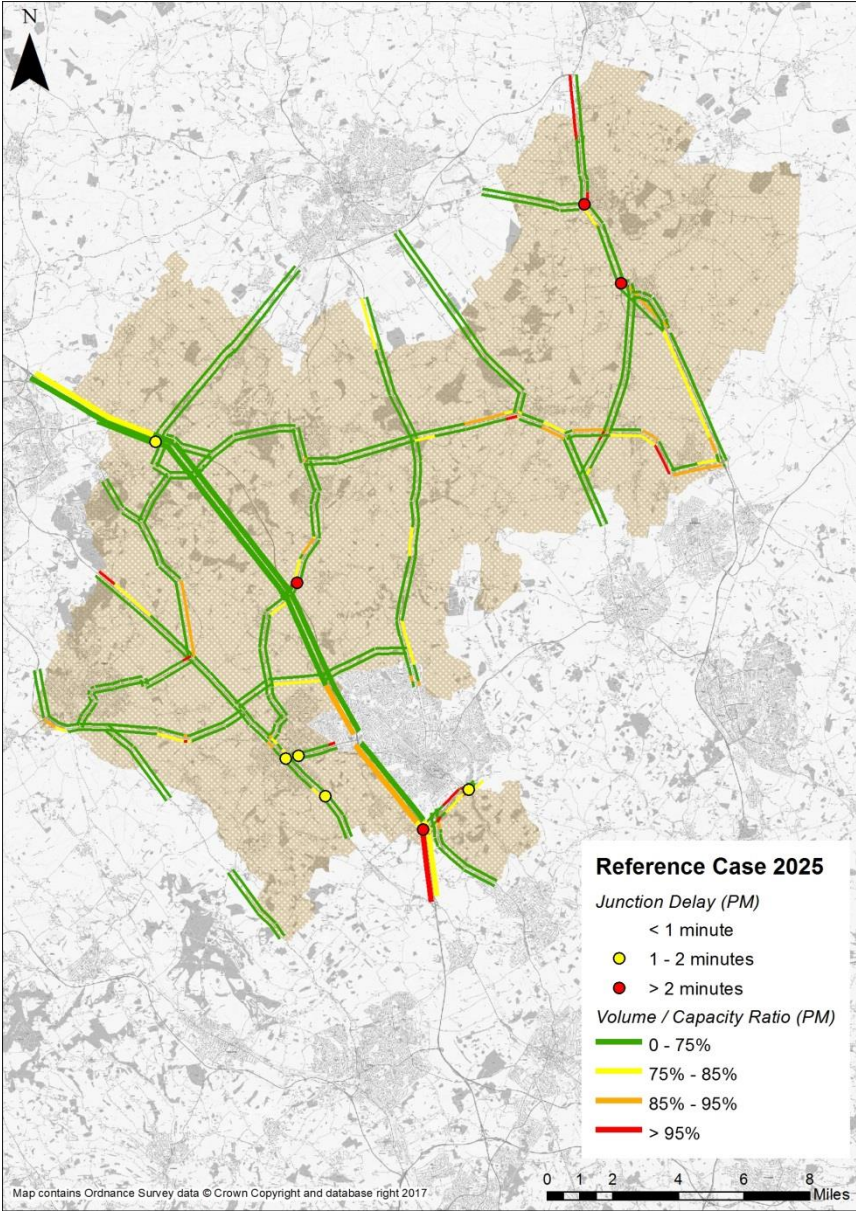 N
Reference Case 2025
Junction Delay (PM)
< 1 minute
1 - 2 minutes
> 2 minutes
Volume / Capacity Ratio (PM)
0 - 75%
75% - 85%
85% - 95%
> 95%
Map contains Ordnance Survey data © Crown Copyright and database right 2017
0 1 2 4 6 8
Miles